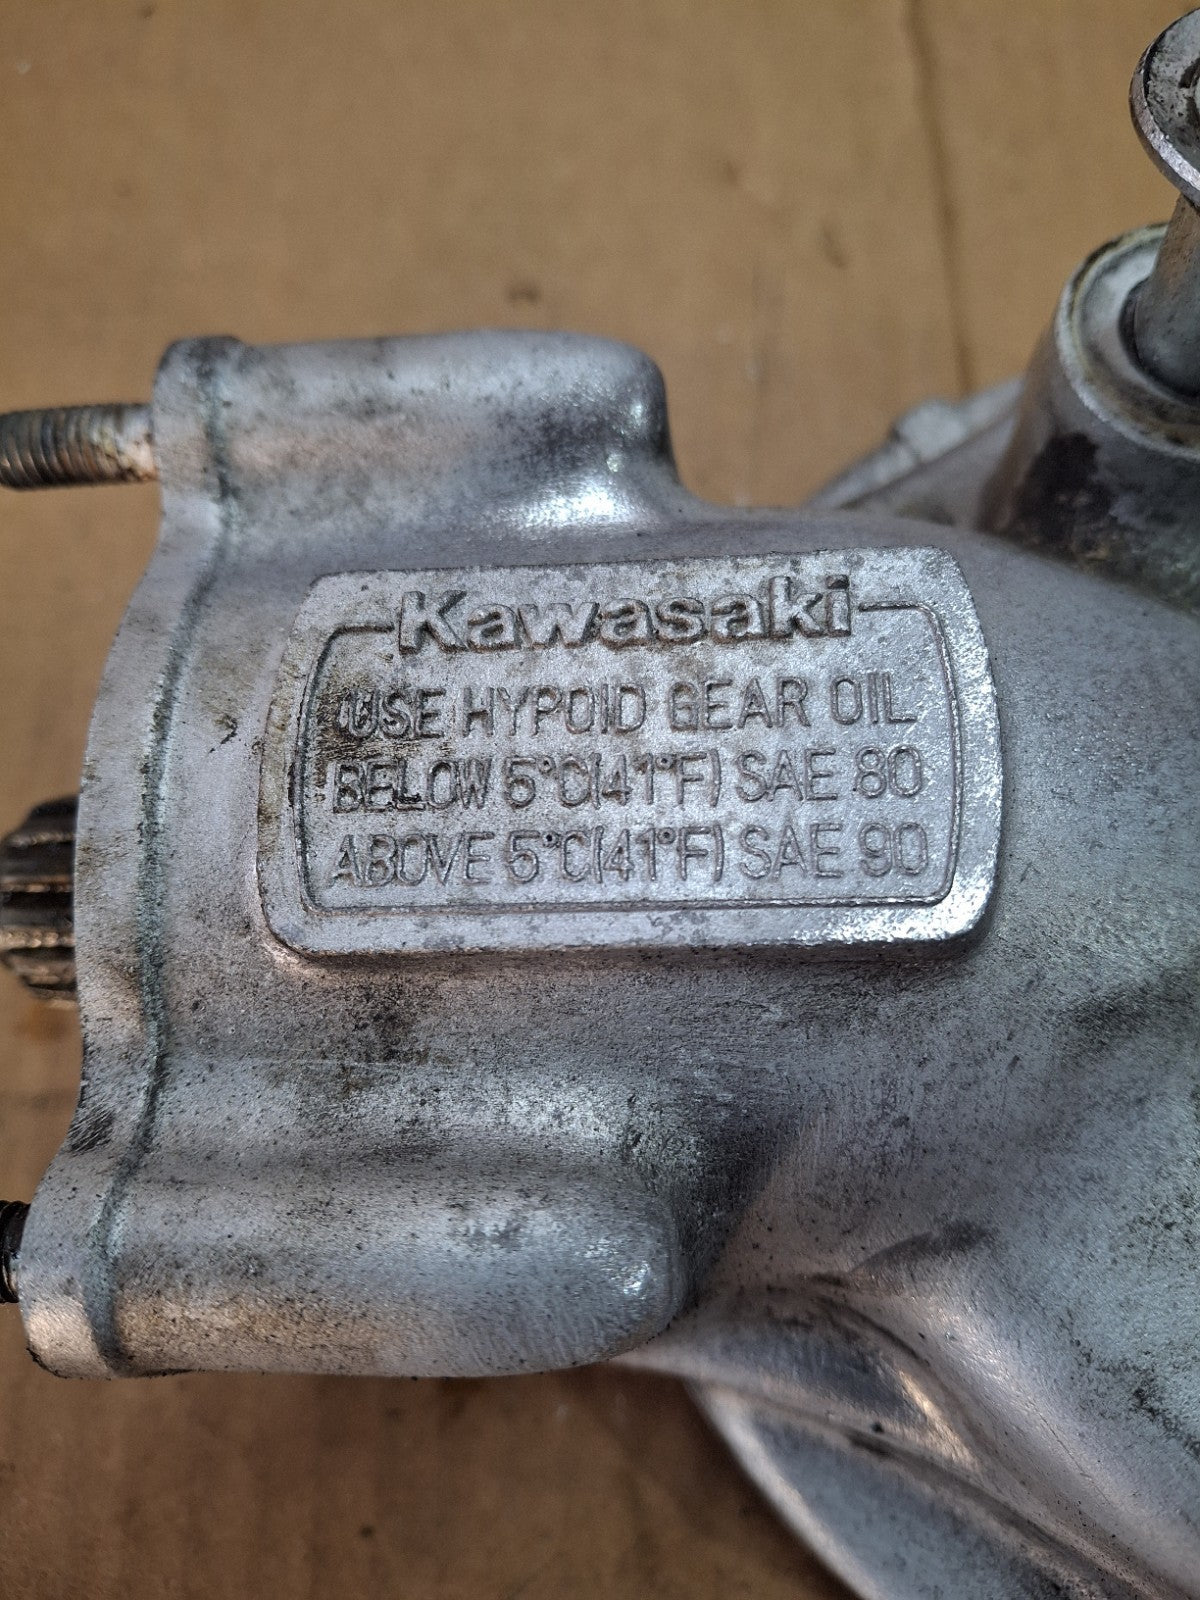 Kawasaki
USE HYPOID GEAR OIL
BELOW 5°C(41°F) SAE 80
ABOVE 5°C(41°F) SAE 90